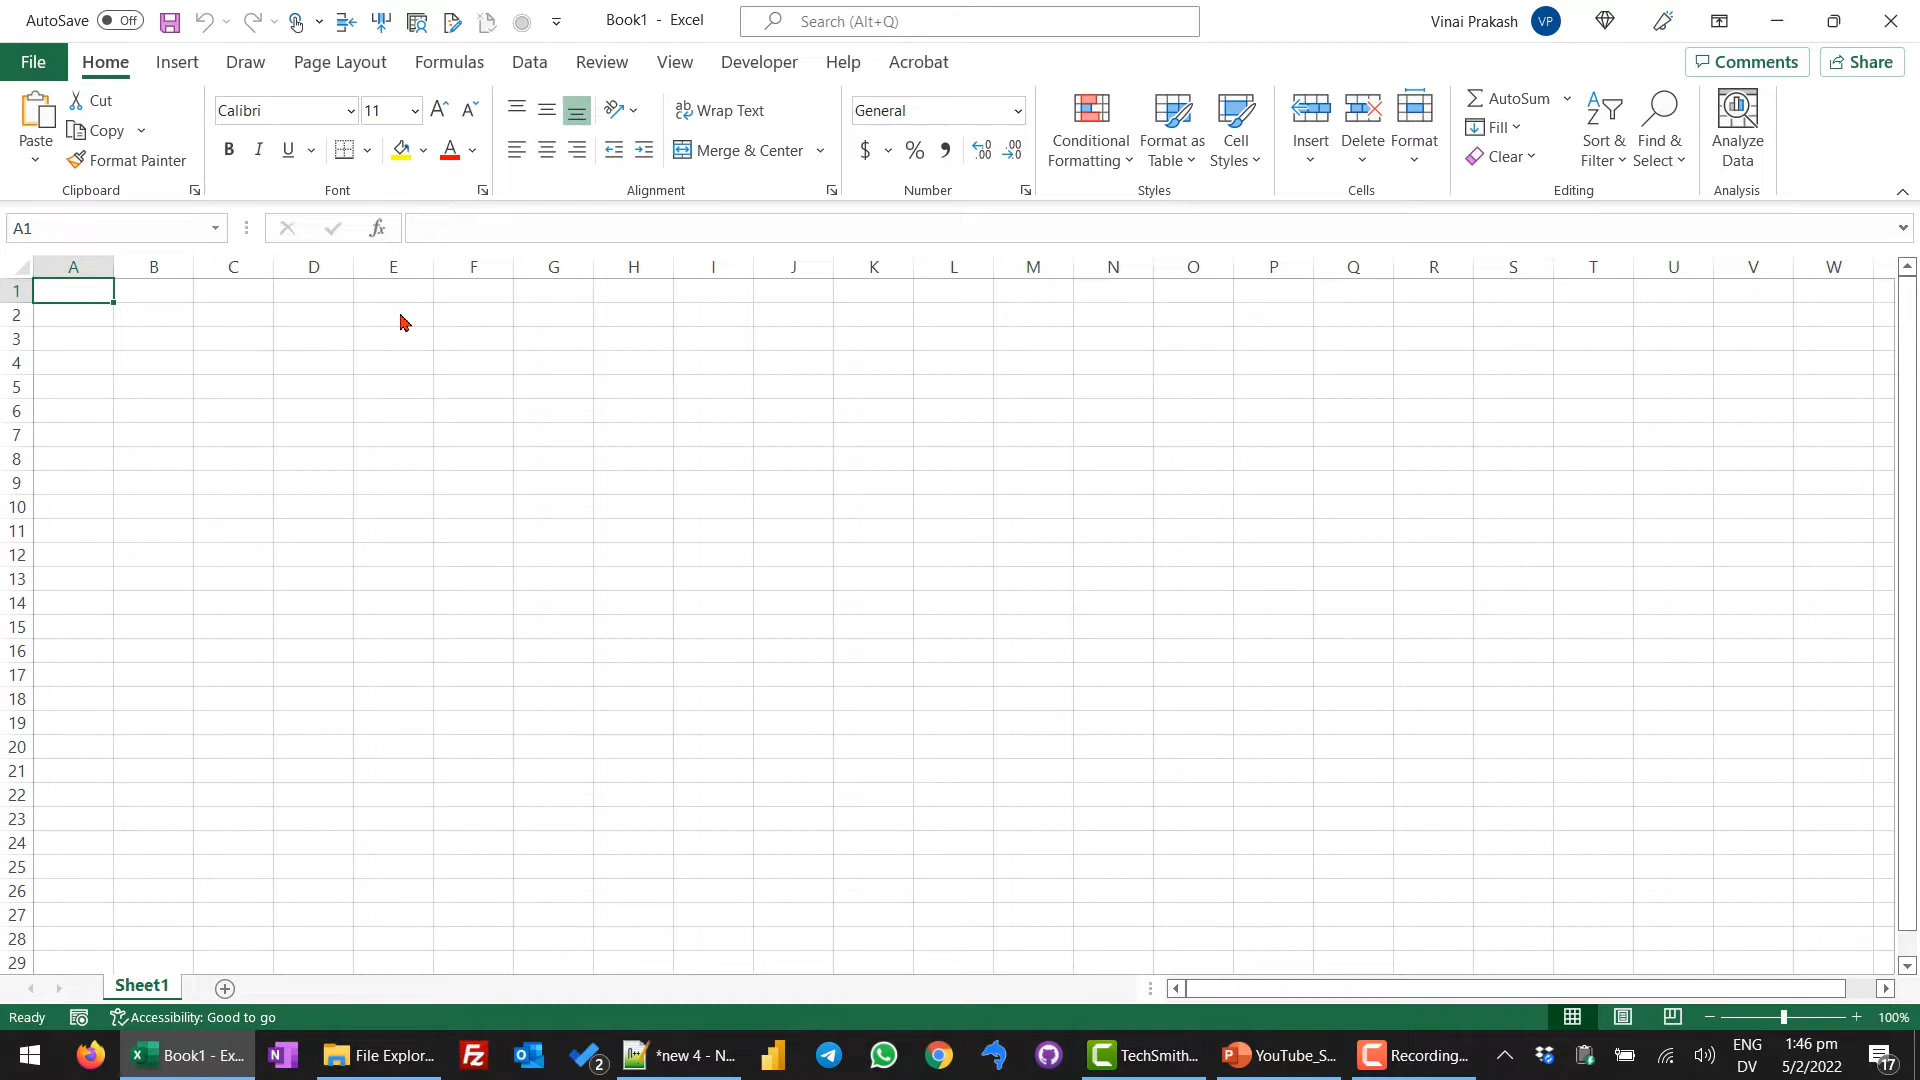 AutoSave Off Book1 - Excel Search (Alt+Q) Vinai Prakash VP
File Home Insert Draw Page Layout Formulas Data Review View Developer Help Acrobat Comments Share
Paste
Cut
Copy
Format Painter
Clipboard
Calibri 11
B I U A
Font
ab Wrap Text
Merge & Center
Alignment
General
$ % , .00 .00
Number
Conditional Formatting
Format as Table
Cell Styles
Styles
Insert Delete Format
Cells
AutoSum
Fill
Clear
Sort & Filter
Find & Select
Editing
Analyze Data
Analysis
A1 fx
A B C D E F G H I J K L M N O P Q R S T U V W
1
2
3
4
5
6
7
8
9
10
11
12
13
14
15
16
17
18
19
20
21
22
23
24
25
26
27
28
29
Sheet1
Ready Accessibility: Good to go 100%
Book1 - Ex... File Explor... 2 *new 4 - N... TechSmith... YouTube_S... Recording... ENG 1:46 pm
DV 5/2/2022 17